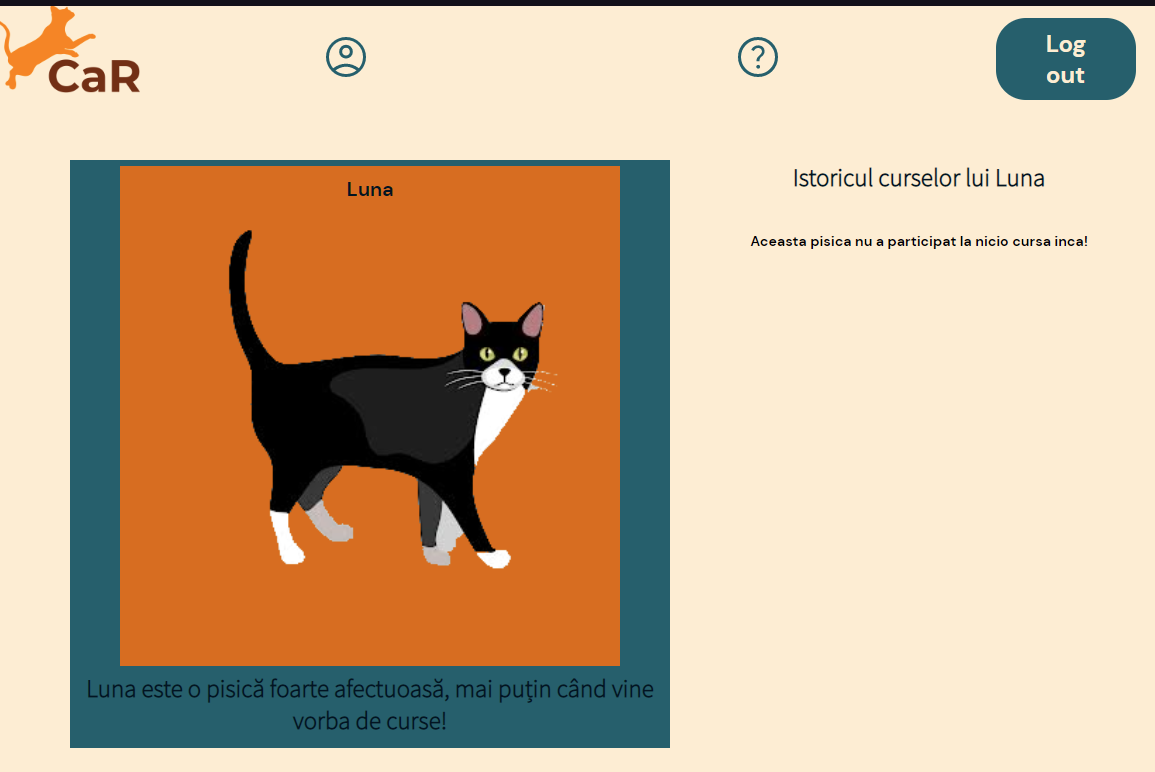 CaR
?
Log
out
Luna
Luna este o pisică foarte afectuoasă, mai puțin când vine
vorba de curse!
Istoricul curselor lui Luna
Aceasta pisica nu a participat la nicio cursa inca!